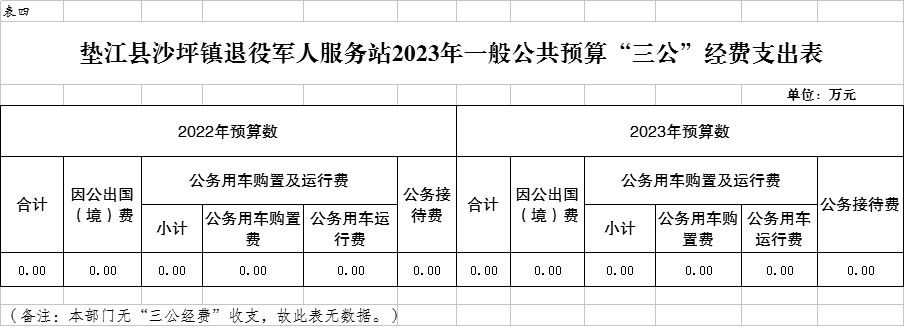 表四
垫江县沙坪镇退役军人服务站2023年一般公共预算“三公”经费支出表
单位：万元
2022年预算数 2023年预算数
合计 因公出国（境）费 公务用车购置及运行费 公务接待费 合计 因公出国（境）费 公务用车购置及运行费 公务接待费
小计 公务用车购置费 公务用车运行费 小计 公务用车购置费 公务用车运行费
0.00 0.00 0.00 0.00 0.00 0.00 0.00 0.00 0.00 0.00 0.00 0.00
（备注：本部门无“三公经费”收支，故此表无数据。）